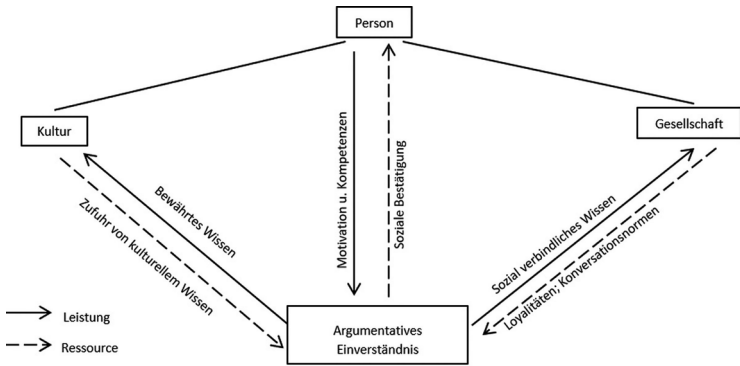 Person
Kultur
Gesellschaft
Motivation u. Kompetenzen
Soziale Bestätigung
Bewährtes Wissen
Zufuhr von kulturellem Wissen
Sozial verbindliches Wissen
Loyalitäten; Konversationsnormen
Leistung
Ressource
Argumentatives
Einverständnis